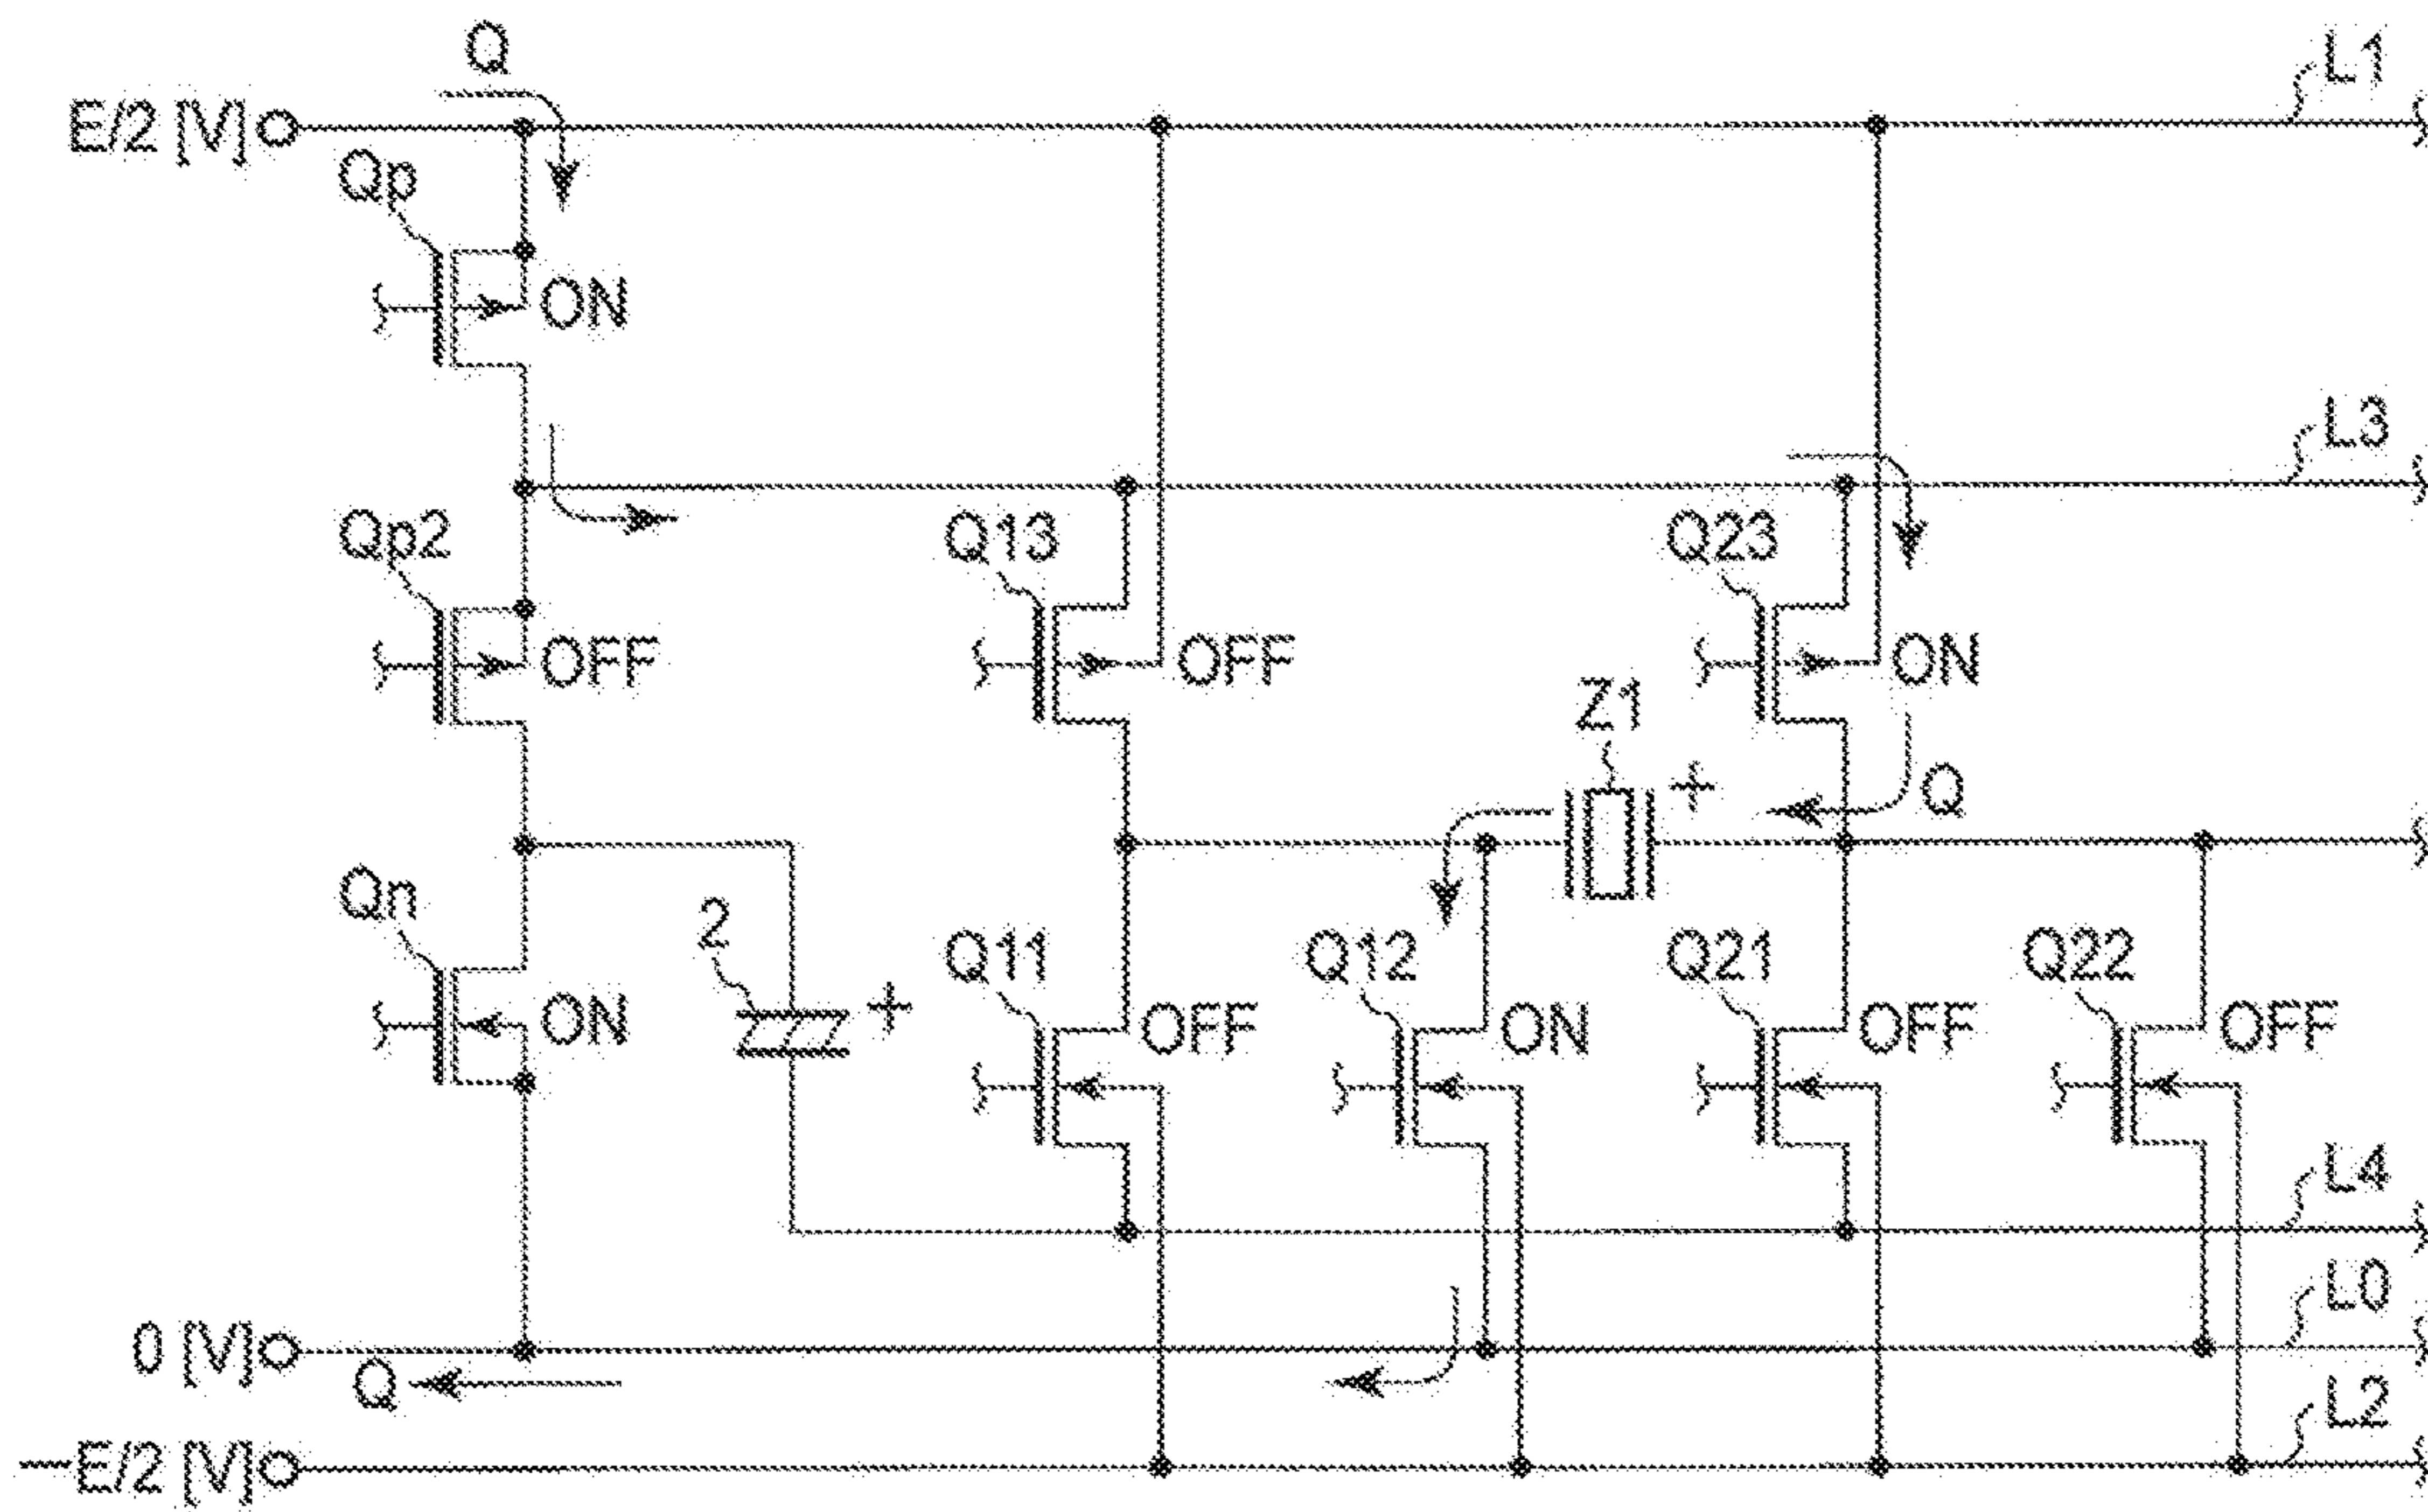 Q
L1
E/2 [V]
Qp
ON
L3
Qp2
Q13
Q23
OFF
OFF
ON
Z1
+
Q
Qn
2
Q11
Q12
Q21
Q22
ON
+
OFF
ON
OFF
OFF
L4
0 [V]
L0
Q
L2
—E/2 [V]